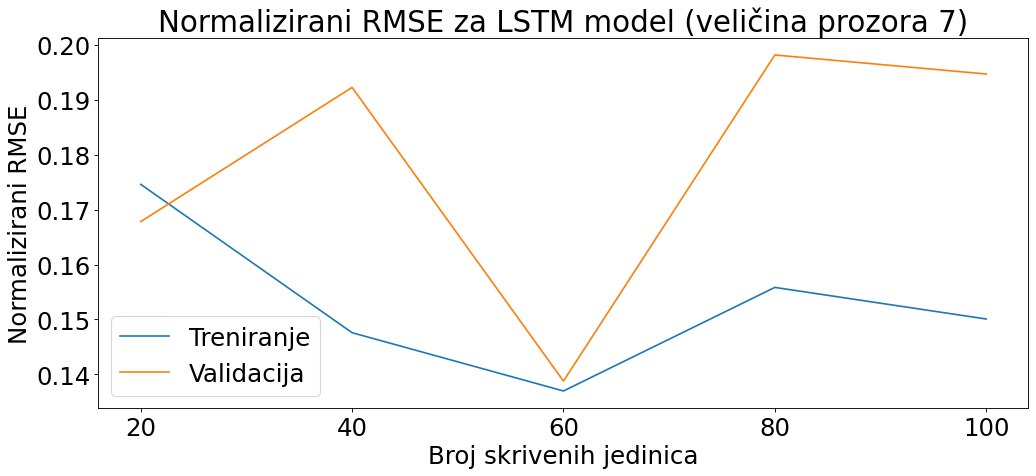 Normalizirani RMSE za LSTM model (veličina prozora 7)
Normalizirani RMSE
0.20
0.19
0.18
0.17
0.16
0.15
0.14
Treniranje
Validacija
20 40 60 80 100
Broj skrivenih jedinica